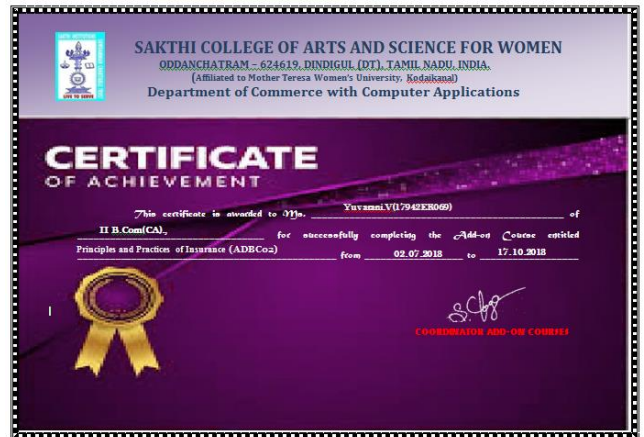 SAKTHI COLLEGE OF ARTS AND SCIENCE FOR WOMEN
ODDANCHATRAM – 624619, DINDIGUL (DT), TAMIL NADU, INDIA.
(Affiliated to Mother Teresa Women's University, Kodaikanal)
Department of Commerce with Computer Applications
LIVE TO SERVE
CERTIFICATE
OF ACHIEVEMENT
This certificate is awarded to Ms. Yuvarani.V(17942ER069) of
II B.Com(CA)., for successfully completing the Add-on Course entitled
Principles and Practices of Insurance (ADBC02) from 02.07.2018 to 17.10.2018
COORDINATOR ADD-ON COURSES